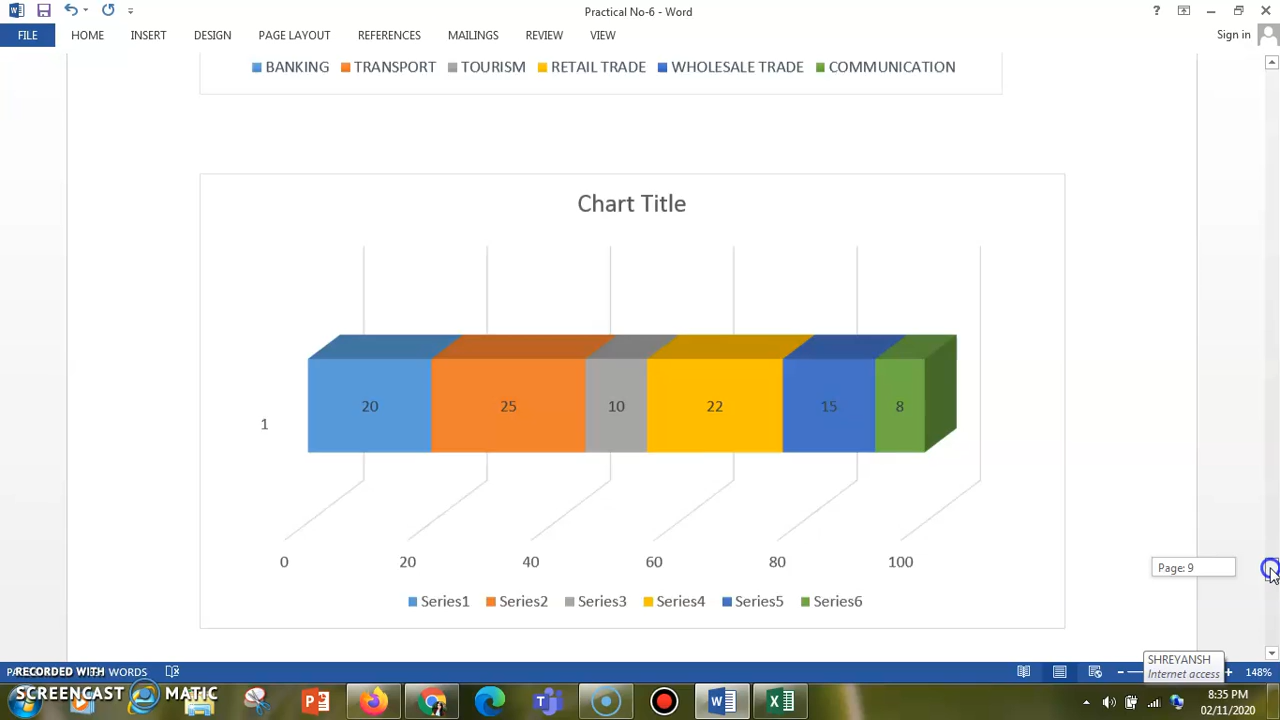 Practical No-6 - Word
?
FILE HOME INSERT DESIGN PAGE LAYOUT REFERENCES MAILINGS REVIEW VIEW
Sign in
BANKING TRANSPORT TOURISM RETAIL TRADE WHOLESALE TRADE COMMUNICATION
Chart Title
20 25 10 22 15 8
1
0 20 40 60 80 100
Page: 9
Series1 Series2 Series3 Series4 Series5 Series6
SHREYANSH
Internet access
WORDS
148%
RECORDED WITH
SCREENCAST MATIC
8:35 PM
02/11/2020